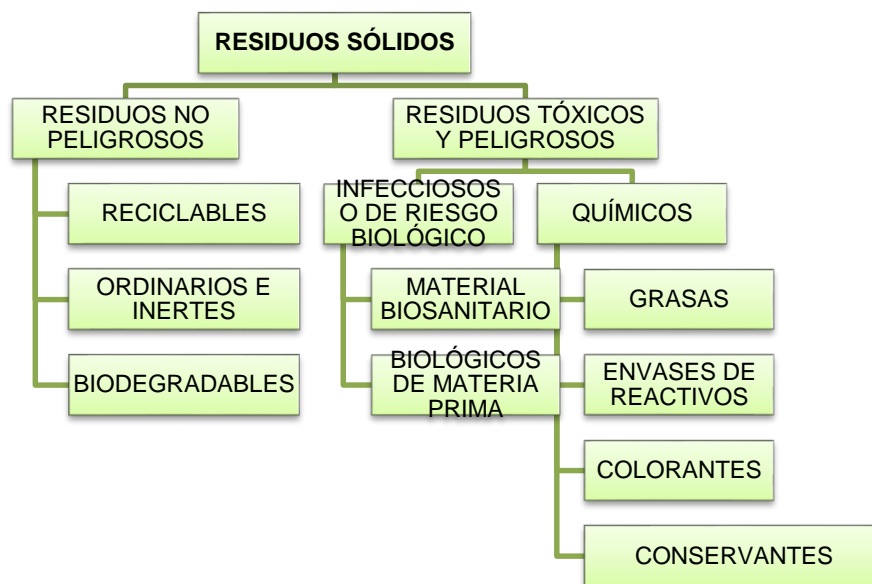 RESIDUOS SÓLIDOS
RESIDUOS NO
PELIGROSOS
RECICLABLES
ORDINARIOS E
INERTES
BIODEGRADABLES
RESIDUOS TÓXICOS
Y PELIGROSOS
INFECCIOSOS
O DE RIESGO
BIOLÓGICO
MATERIAL
BIOSANITARIO
BIOLÓGICOS
DE MATERIA
PRIMA
QUÍMICOS
GRASAS
ENVASES DE
REACTIVOS
COLORANTES
CONSERVANTES